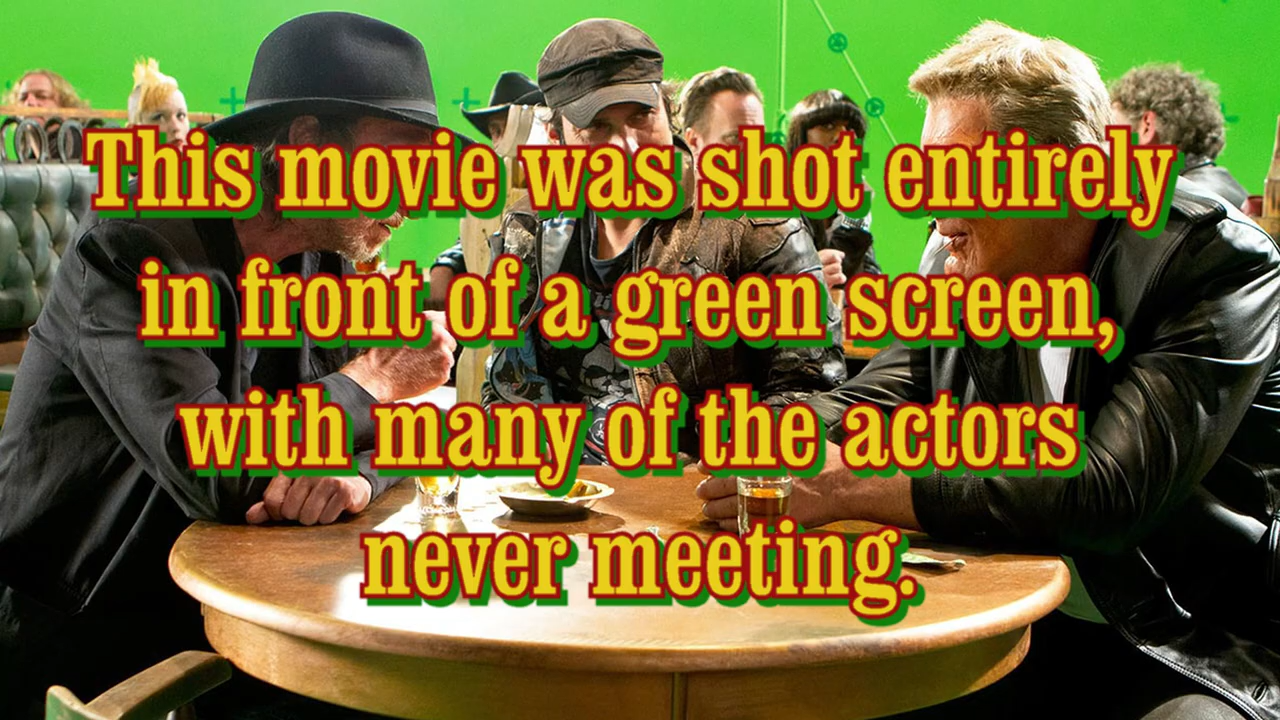 This movie was shot entirely
in front of a green screen,
with many of the actors
never meeting.